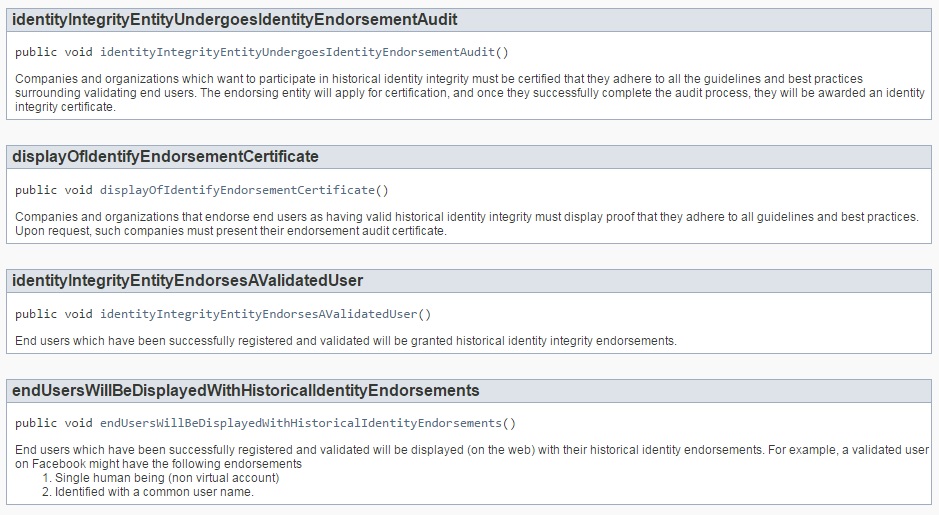 identityIntegrityEntityUndergoesIdentityEndorsementAudit
public void identityIntegrityEntityUndergoesIdentityEndorsementAudit()
Companies and organizations which want to participate in historical identity integrity must be certified that they adhere to all the guidelines and best practices
surrounding validating end users. The endorsing entity will apply for certification, and once they successfully complete the audit process, they will be awarded an identity
integrity certificate.
displayOfIdentifyEndorsementCertificate
public void displayOfIdentifyEndorsementCertificate()
Companies and organizations that endorse end users as having valid historical identity integrity must display proof that they adhere to all guidelines and best practices.
Upon request, such companies must present their endorsement audit certificate.
identityIntegrityEntityEndorsesAValidatedUser
public void identityIntegrityEntityEndorsesAValidatedUser()
End users which have been successfully registered and validated will be granted historical identity integrity endorsements.
endUsersWillBeDisplayedWithHistoricalIdentityEndorsements
public void endUsersWillBeDisplayedWithHistoricalIdentityEndorsements()
End users which have been successfully registered and validated will be displayed (on the web) with their historical identity endorsements. For example, a validated user
on Facebook might have the following endorsements
1. Single human being (non virtual account)
2. Identified with a common user name.